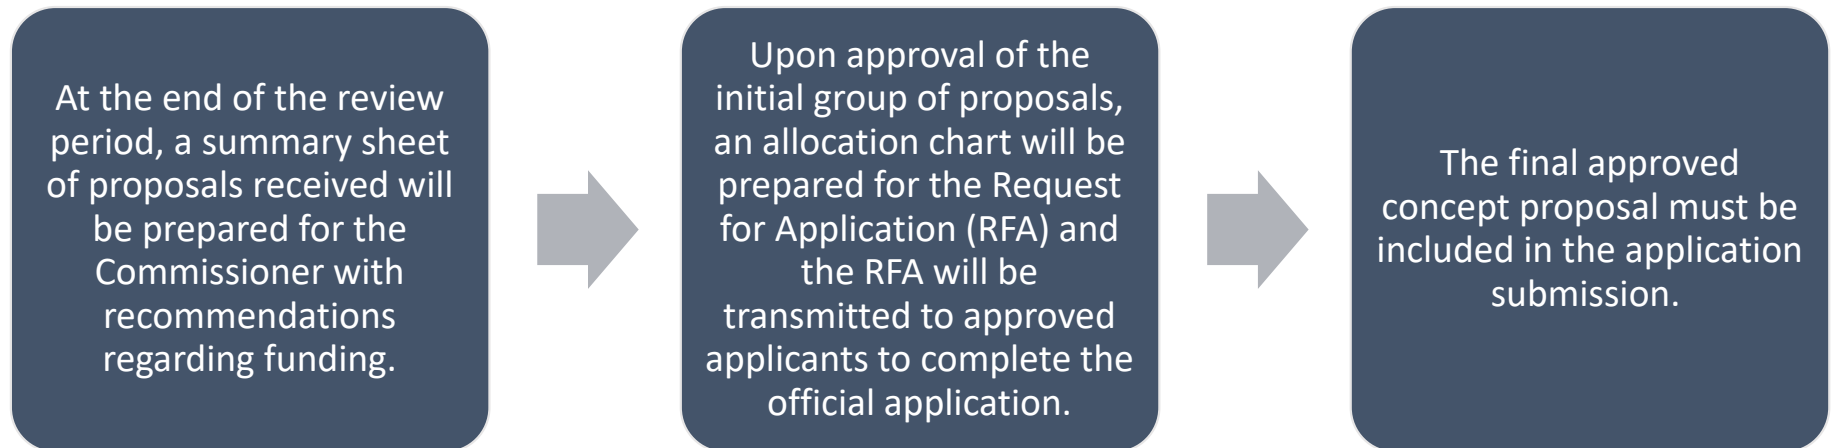 At the end of the review
period, a summary sheet
of proposals received will
be prepared for the
Commissioner with
recommendations
regarding funding.
Upon approval of the
initial group of proposals,
an allocation chart will be
prepared for the Request
for Application (RFA) and
the RFA will be
transmitted to approved
applicants to complete the
official application.
The final approved
concept proposal must be
included in the application
submission.